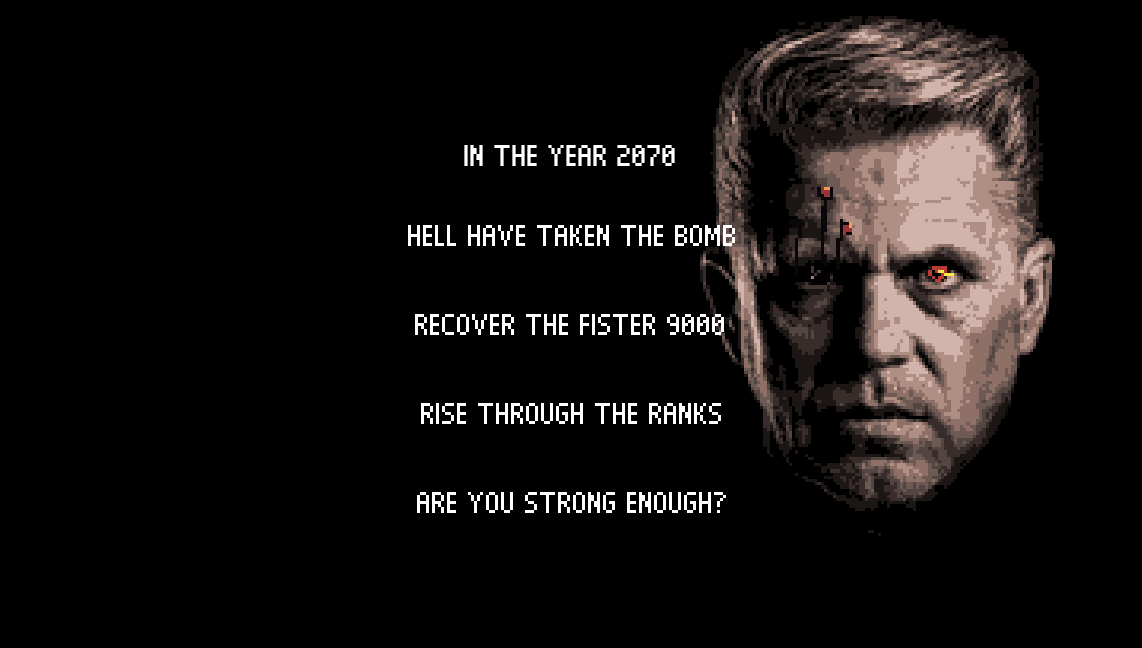 IN THE YEAR 2070
HELL HAVE TAKEN THE BOMB
RECOVER THE FISTER 9000
RISE THROUGH THE RANKS
ARE YOU STRONG ENOUGH?